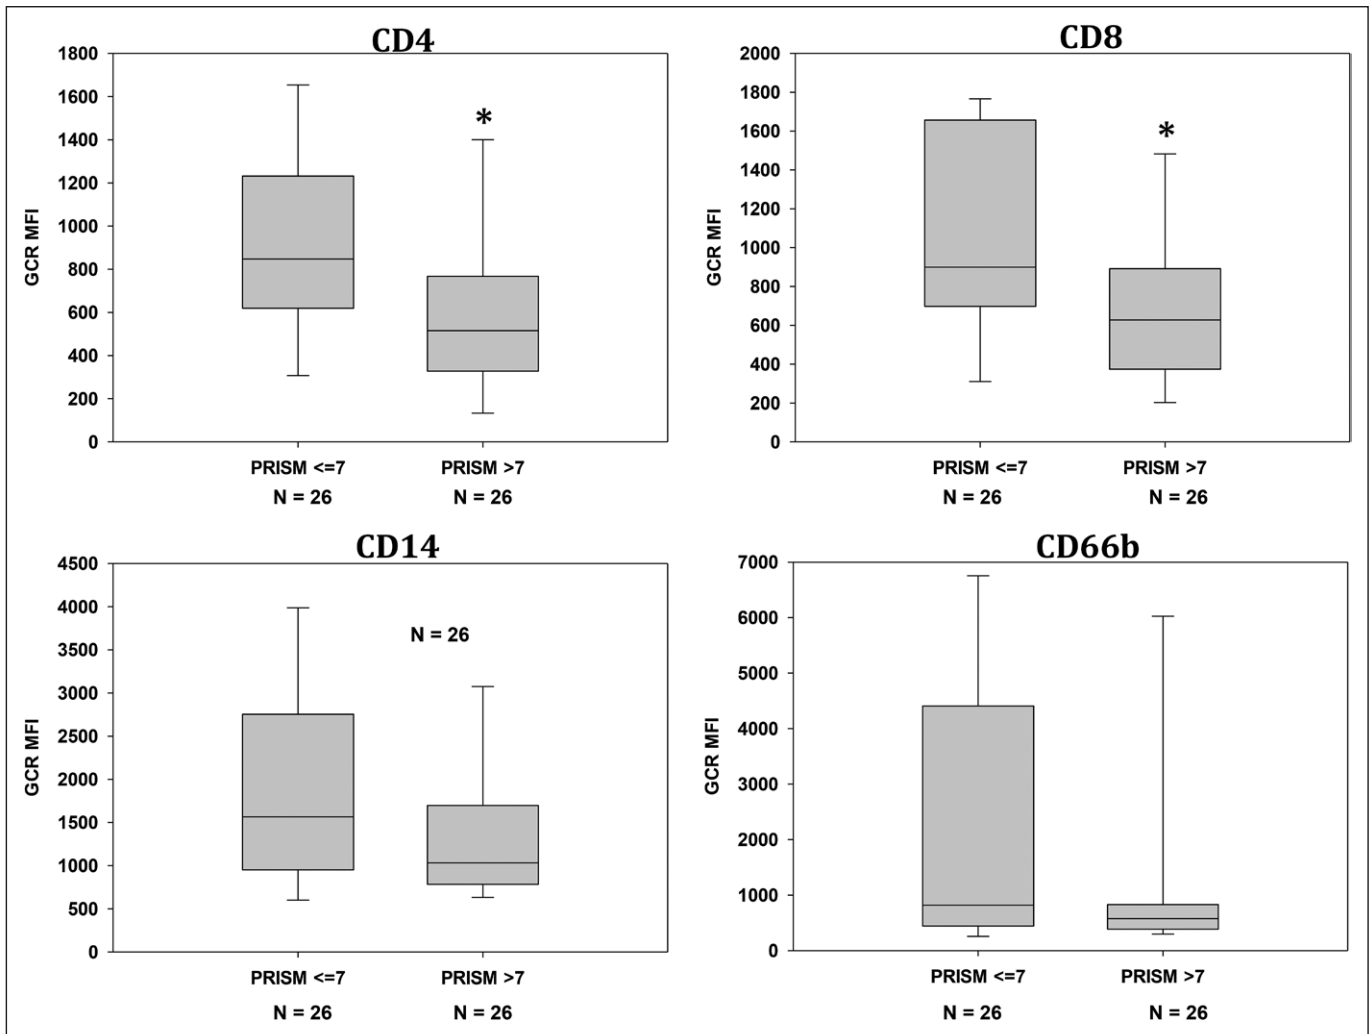 CD4
1800
1600
1400
1200
1000
800
600
400
200
0
GCR MFI
*
PRISM <=7 PRISM >7
N = 26 N = 26
CD8
2000
1800
1600
1400
1200
1000
800
600
400
200
0
GCR MFI
*
PRISM <=7 PRISM >7
N = 26 N = 26
CD14
4500
4000
3500
3000
2500
2000
1500
1000
500
0
GCR MFI
N = 26
PRISM <=7 PRISM >7
N = 26 N = 26
CD66b
7000
6000
5000
4000
3000
2000
1000
0
GCR MFI
PRISM <=7 PRISM >7
N = 26 N = 26